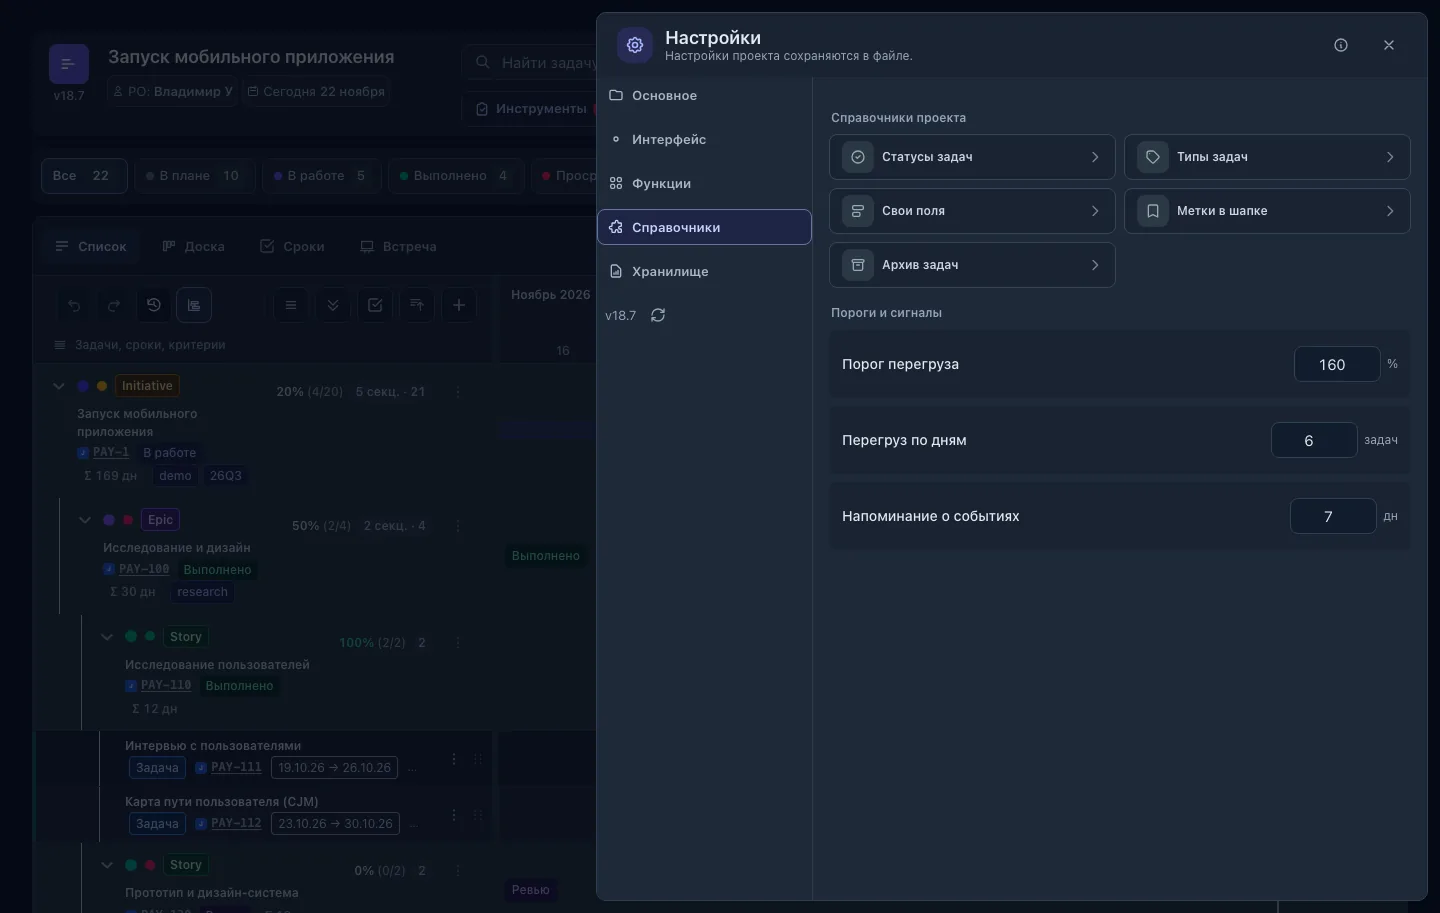 Запуск мобильного приложения
v18.7
PO: Владимир У
Сегодня 22 ноября
Найти задачу
Инструменты
Все 22
В плане 10
В работе 5
Выполнено 4
Проср
Список
Доска
Сроки
Встреча
Ноябрь 2026
Задачи, сроки, критерии
16
Initiative
20% (4/20) 5 секц. · 21
Запуск мобильного
приложения
PAY-1 В работе
Σ 169 дн demo 26Q3
Epic
50% (2/4) 2 секц. · 4
Исследование и дизайн
PAY-100 Выполнено
Σ 30 дн research
Выполнено
Story
100% (2/2) 2
Исследование пользователей
PAY-110 Выполнено
Σ 12 дн
Интервью с пользователями
Задача PAY-111 19.10.26 → 26.10.26 ...
Карта пути пользователя (CJM)
Задача PAY-112 23.10.26 → 30.10.26 ...
Story
0% (0/2) 2
Прототип и дизайн-система
Ревью
Настройки
Настройки проекта сохраняются в файле.
Основное
Интерфейс
Функции
Справочники
Хранилище
v18.7
Справочники проекта
Статусы задач
Типы задач
Свои поля
Метки в шапке
Архив задач
Пороги и сигналы
Порог перегруза 160 %
Перегруз по дням 6 задач
Напоминание о событиях 7 дн